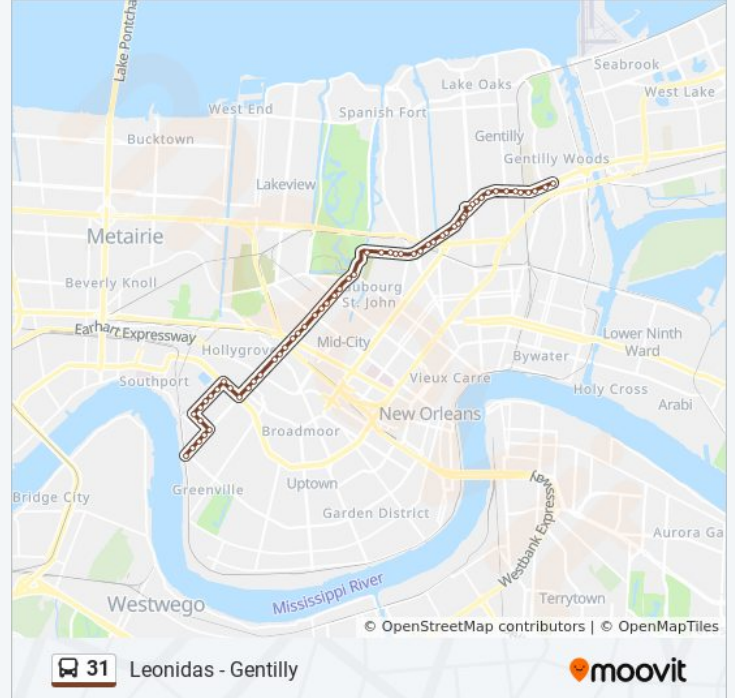 Lake Pontcha
Seabrook
Lake Oaks
West Lake
West End
Spanish Fort
Bucktown
Gentilly
Gentilly Woods
Lakeview
Metairie
Beverly Knoll
ubourg
St. John
Earhart Expressway
Hollygrove
Mid-City
Lower Ninth
Ward
Bywater
Southport
Vieux Carré
Holy Cross
Arabi
New Orleans
Broadmoor
Greenville
Uptown
Bridge City
Garden District
Westbank Expressway
Aurora Ga
Mississippi River
Westwego
Terrytown
© OpenStreetMap contributors | © OpenMapTiles
31 Leonidas - Gentilly
moovit